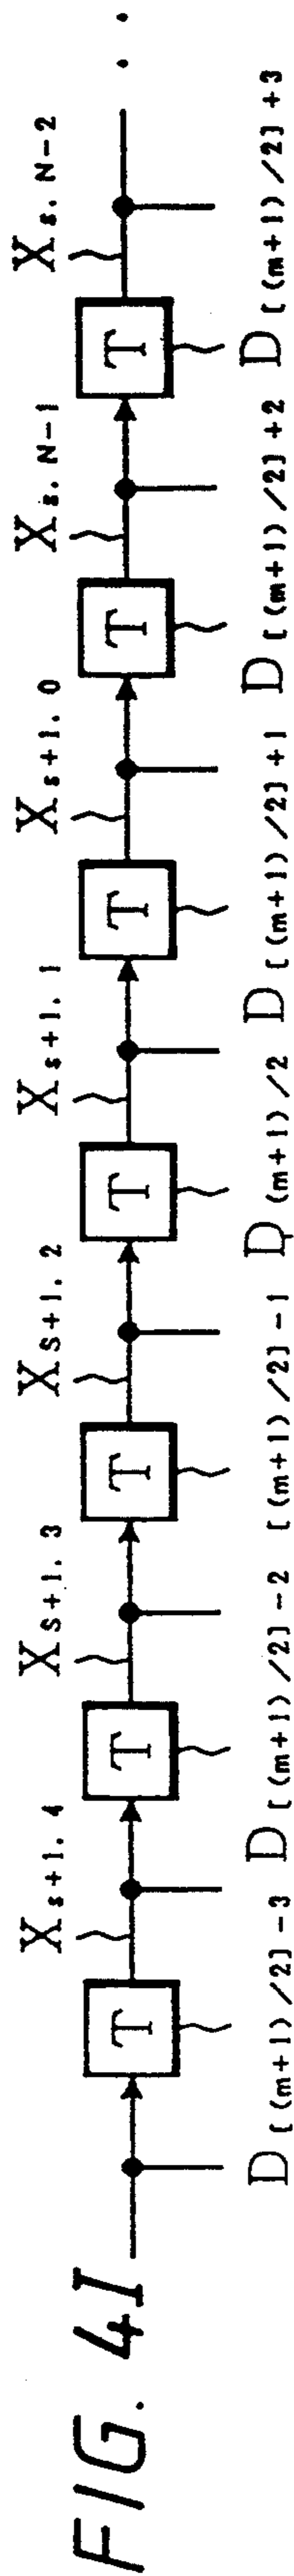 FIG. 4I
X s+1. 4 X S+1. 3 X S+1. 2 X s+1. 1 X s+1. 0 X s. N-1 X s. N-2 . .
T T T T T T T
D [(m+1)/2]-3 D [(m+1)/2]-2 [(m+1)/2]-1 D (m+1)/2 D [(m+1)/2]+1 D [(m+1)/2]+2 D [(m+1)/2]+3